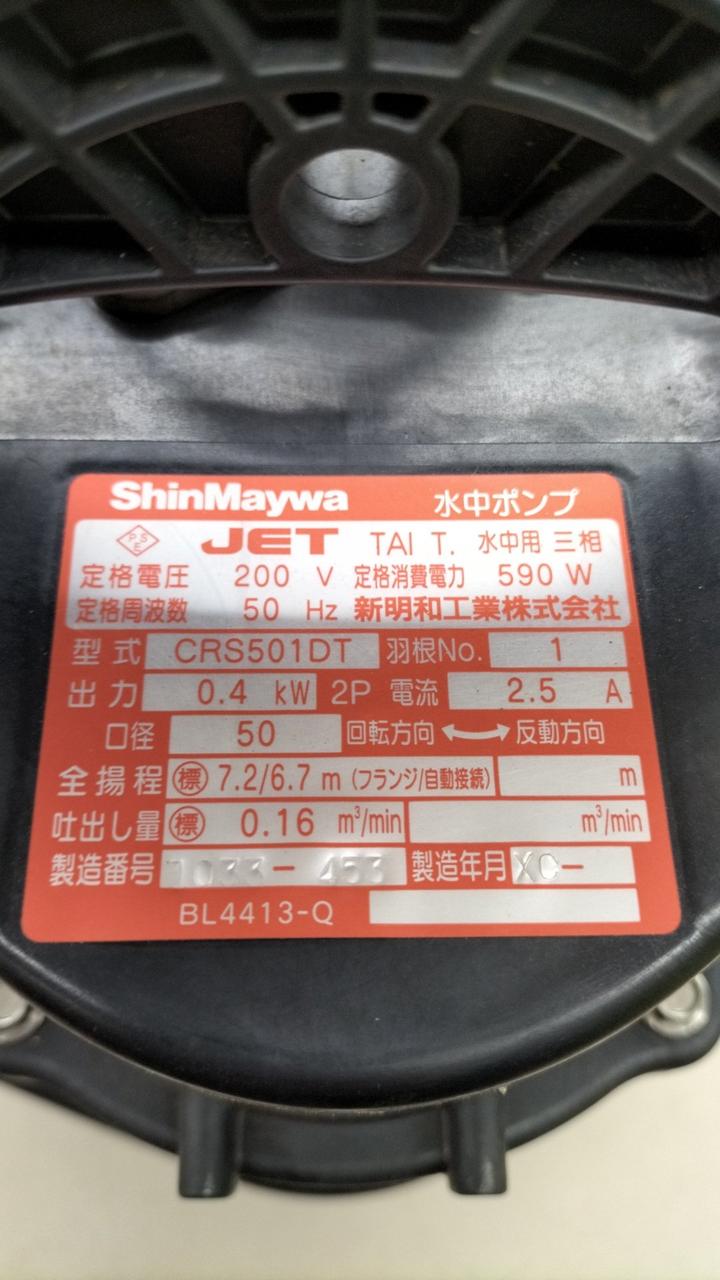 ShinMaywa 水中ポンプ
PSE JET TAI T. 水中用 三相
定格電圧 200 V 定格消費電力 590 W
定格周波数 50 Hz 新明和工業株式会社
型式 CRS501DT 羽根No. 1
出力 0.4 kW 2P 電流 2.5 A
口径 50 回転方向 ⟷ 反動方向
全揚程 ㊡標 7.2/6.7 m (フランジ/自動接続) m
吐出し量 標 0.16 m³/min m³/min
製造番号 1033- 453 製造年月 -
BL4413-Q